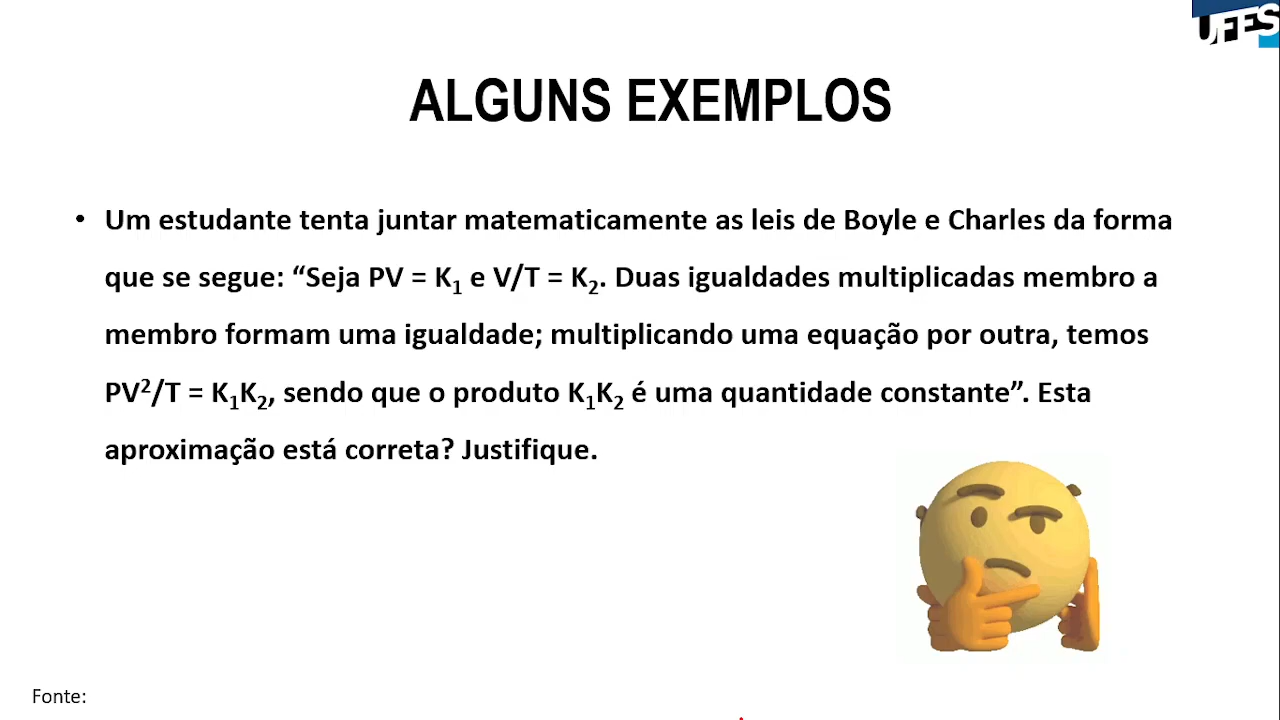 UFES
ALGUNS EXEMPLOS
• Um estudante tenta juntar matematicamente as leis de Boyle e Charles da forma
que se segue: “Seja PV = K₁ e V/T = K₂. Duas igualdades multiplicadas membro a
membro formam uma igualdade; multiplicando uma equação por outra, temos
PV²/T = K₁K₂, sendo que o produto K₁K₂ é uma quantidade constante”. Esta
aproximação está correta? Justifique.
Fonte: